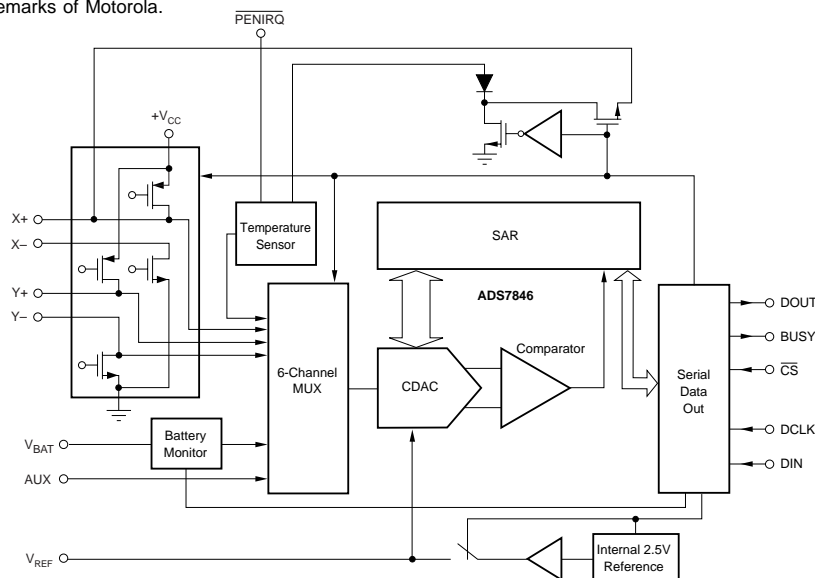 emarks of Motorola.
PENIRQ
+VCC
X+
X–
Y+
Y–
Temperature
Sensor
SAR
ADS7846
6-Channel
MUX
CDAC
Comparator
Serial
Data
Out
DOUT
BUSY
CS
DCLK
DIN
VBAT
Battery
Monitor
AUX
VREF
Internal 2.5V
Reference